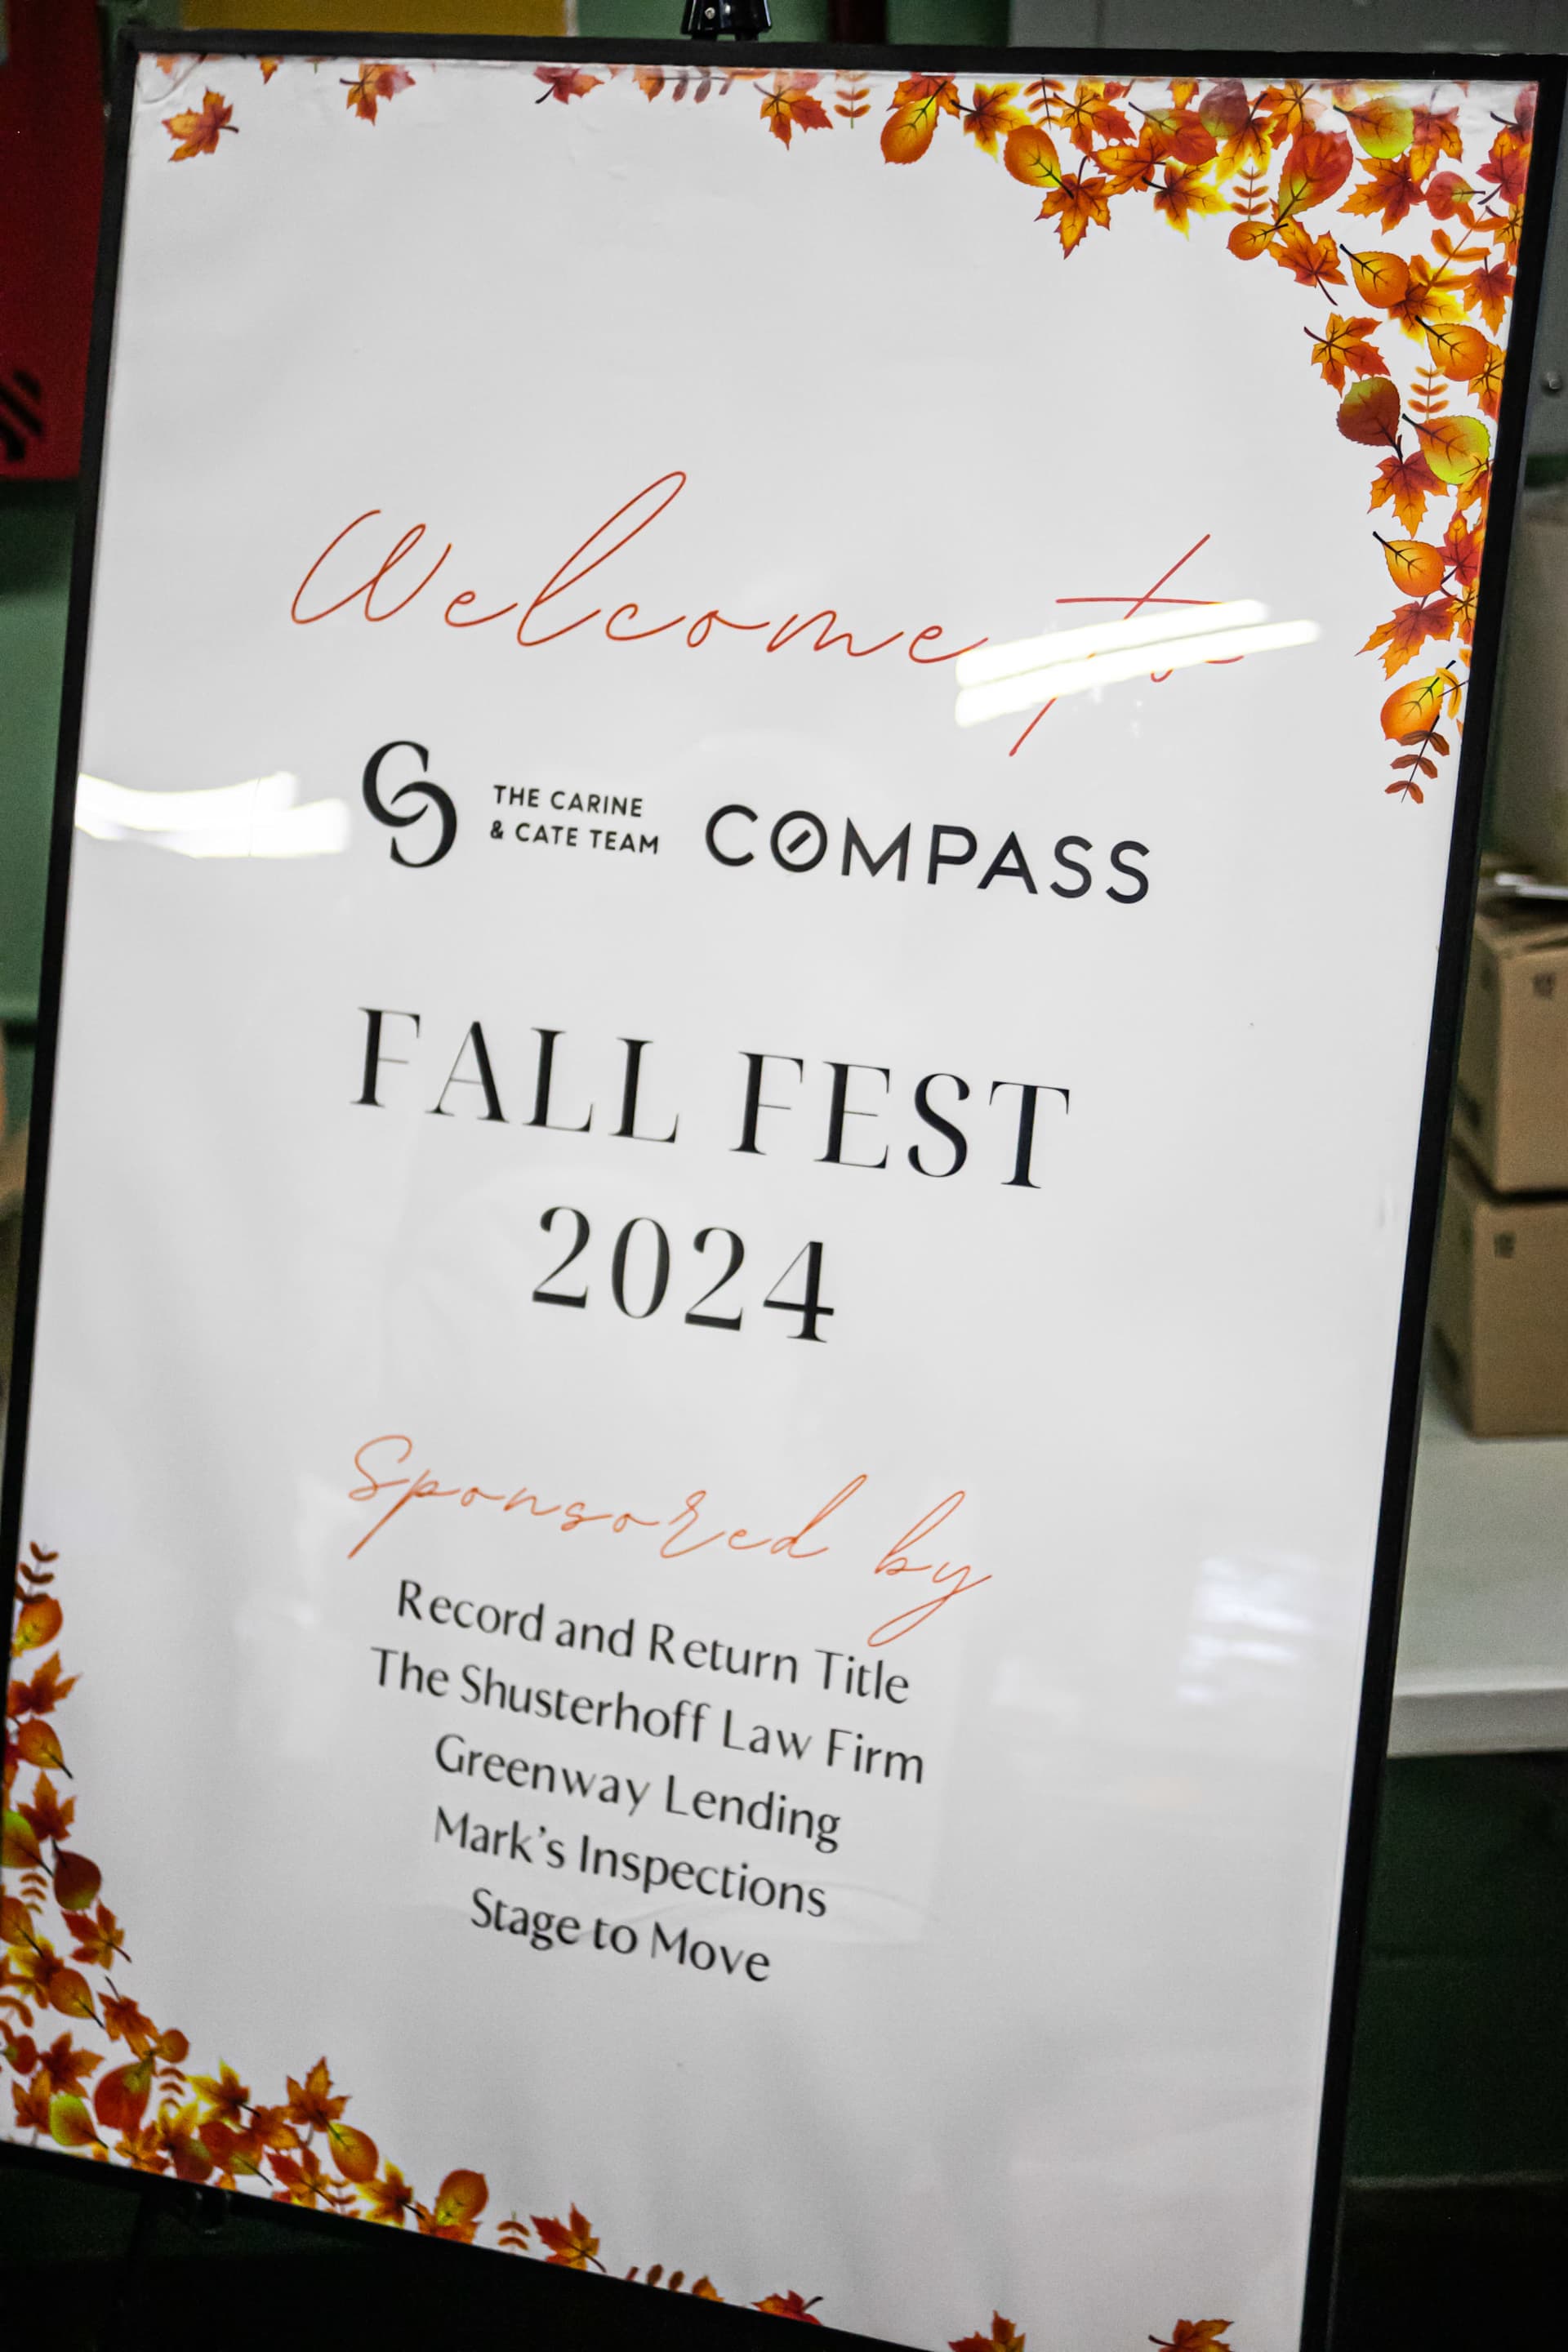 Welcome to
THE CARINE
& CATE TEAM
COMPASS
FALL FEST
2024
Sponsored by
Record and Return Title
The Shusterhoff Law Firm
Greenway Lending
Mark's Inspections
Stage to Move